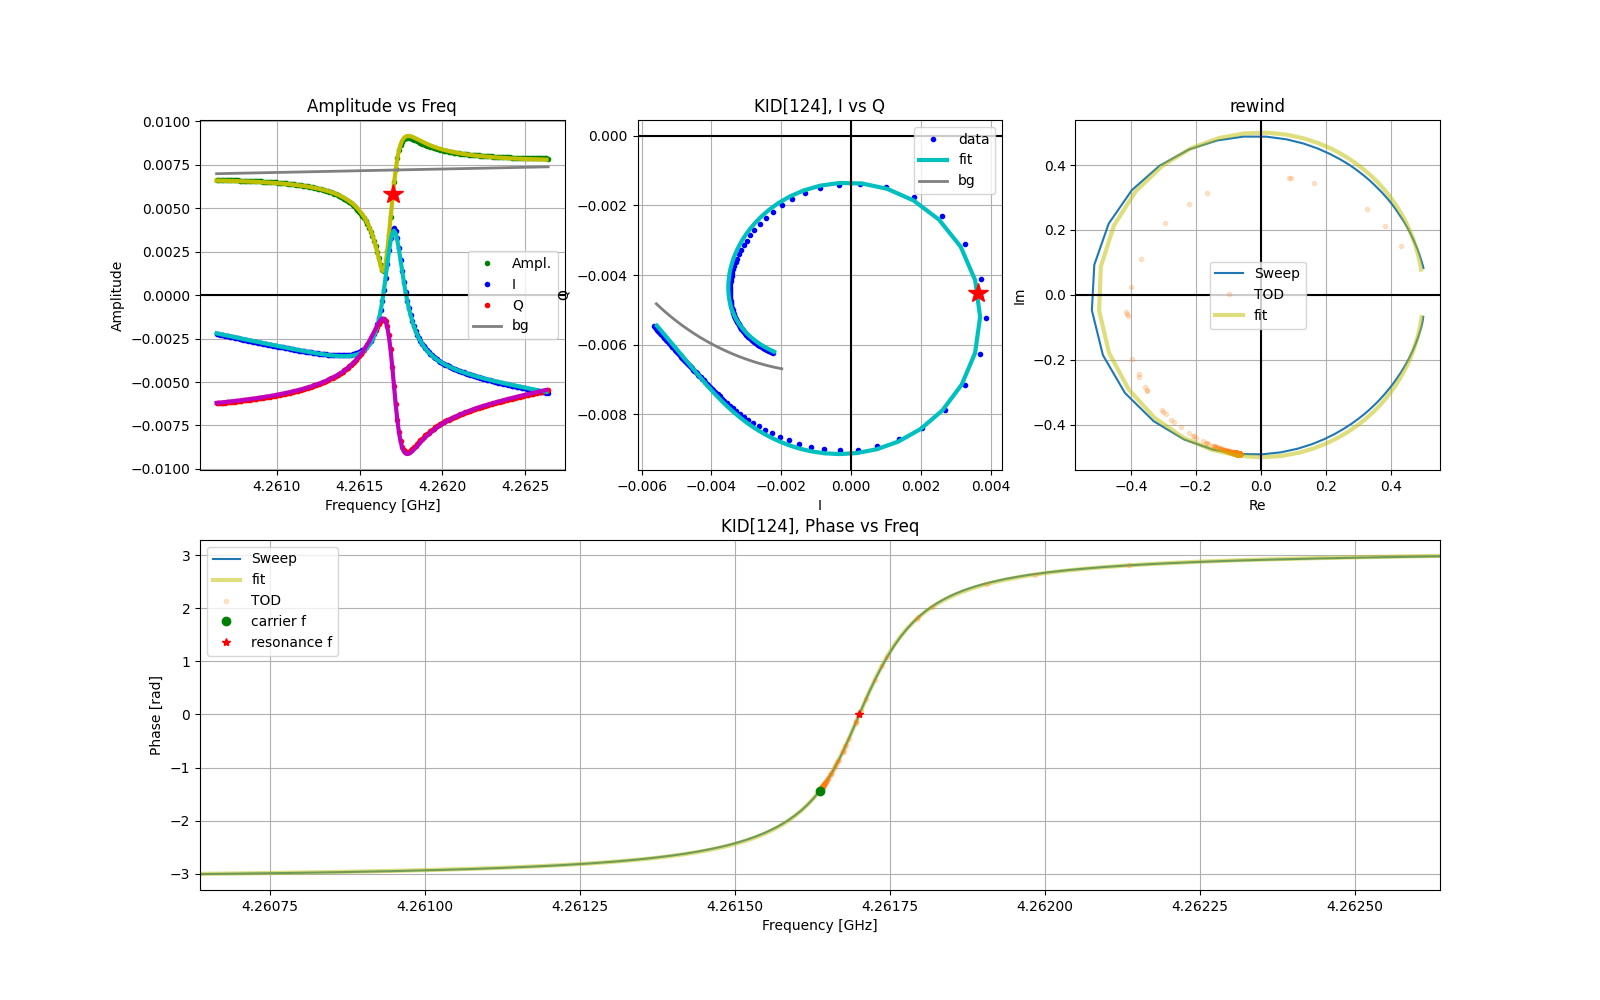 Amplitude vs Freq
0.0100
0.0075
0.0050
0.0025
0.0000
−0.0025
−0.0050
−0.0075
−0.0100
Amplitude
Ampl.
I
Q
bg
4.2610
4.2615
4.2620
4.2625
Frequency [GHz]
KID[124], I vs Q
0.000
−0.002
−0.004
−0.006
−0.008
Q
data
fit
bg
−0.006
−0.004
−0.002
0.000
0.002
0.004
I
rewind
0.4
0.2
0.0
−0.2
−0.4
Im
Sweep
TOD
fit
−0.4
−0.2
0.0
0.2
0.4
Re
KID[124], Phase vs Freq
3
2
1
0
−1
−2
−3
Phase [rad]
Sweep
fit
TOD
carrier f
resonance f
4.26075
4.26100
4.26125
4.26150
4.26175
4.26200
4.26225
4.26250
Frequency [GHz]